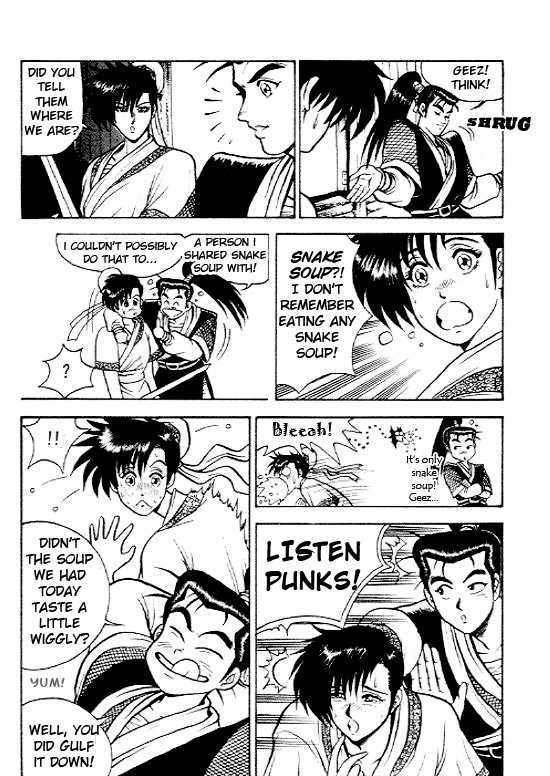 DID YOU
TELL
THEM
WHERE
WE ARE?
GEEZ!
THINK!
SHRUG
I COULDN'T POSSIBLY
DO THAT TO...
A PERSON I
SHARED SNAKE
SOUP WITH!
?
SNAKE
SOUP?!
I DON'T
REMEMBER
EATING ANY
SNAKE
SOUP!
!!
DIDN'T
THE SOUP
WE HAD
TODAY
TASTE A
LITTLE
WIGGLY?
YUM!
WELL, YOU
DID GULF
IT DOWN!
Bleeah!
It's only
snake
soup!
Geez...
LISTEN
PUNKS!